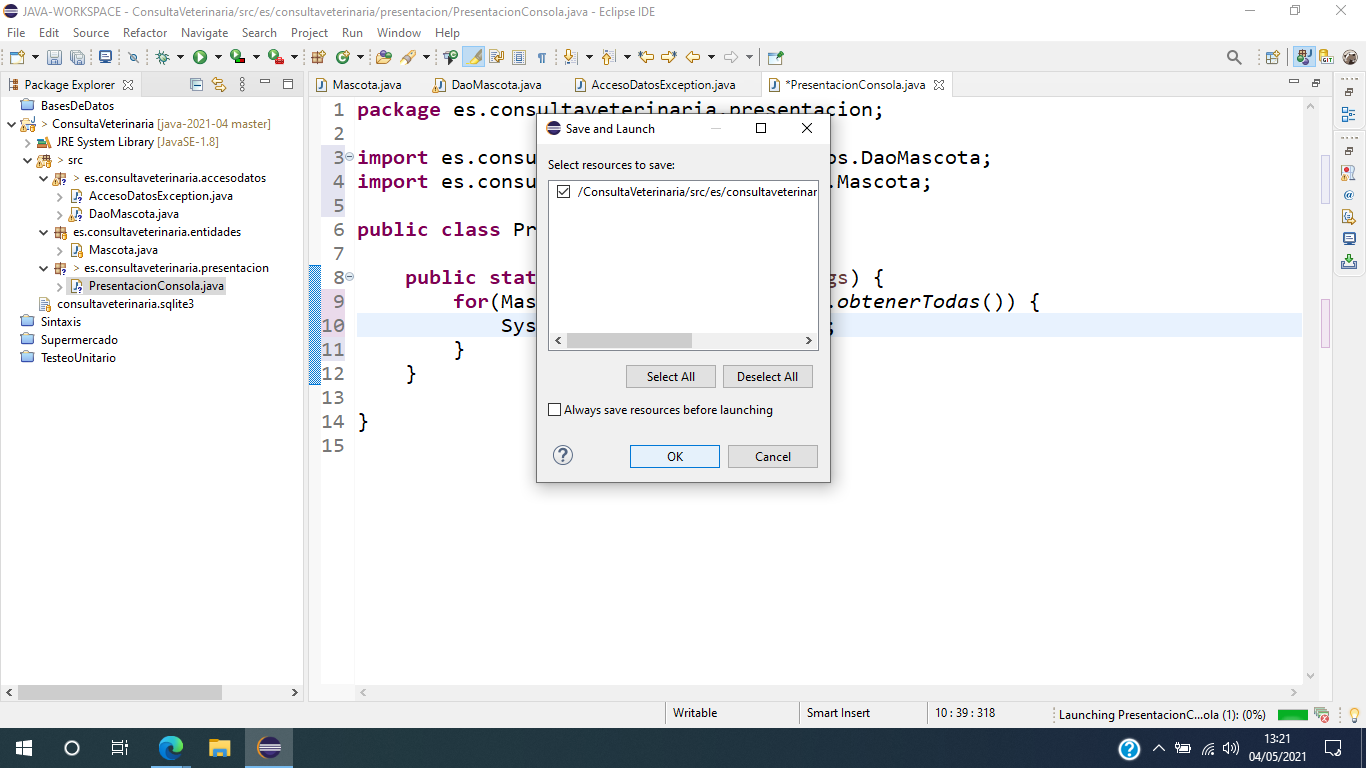 JAVA-WORKSPACE - ConsultaVeterinaria/src/es/consultaveterinaria/presentacion/PresentacionConsola.java - Eclipse IDE
File Edit Source Refactor Navigate Search Project Run Window Help
Package Explorer
BasesDeDatos
> ConsultaVeterinaria [java-2021-04 master]
JRE System Library [JavaSE-1.8]
> src
> es.consultaveterinaria.accesodatos
AccesoDatosException.java
DaoMascota.java
es.consultaveterinaria.entidades
Mascota.java
> es.consultaveterinaria.presentacion
PresentacionConsola.java
consultaveterinaria.sqlite3
Sintaxis
Supermercado
TesteoUnitario
Mascota.java DaoMascota.java AccesoDatosException.java *PresentacionConsola.java
1 package es.consultaveterinaria.presentacion;
2
3 import es.consu os.DaoMascota;
4 import es.consu .Mascota;
5
6 public class Pr
7
8 public stat gs) {
9 for(Mas .obtenerTodas()) {
10 Sys ;
11 }
12 }
13
14 }
15
Save and Launch
Select resources to save:
/ConsultaVeterinaria/src/es/consultaveterinar
Select All Deselect All
Always save resources before launching
OK Cancel
Writable Smart Insert 10 : 39 : 318 Launching PresentacionC...ola (1): (0%)
13:21
04/05/2021